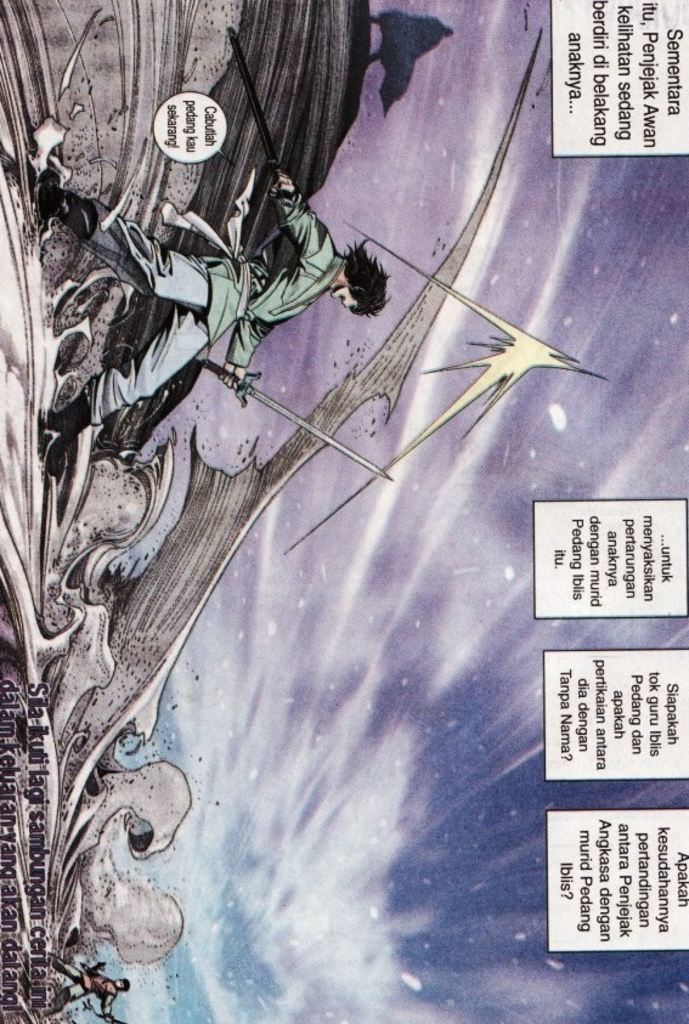 Sementara
itu, Penjejak Awan
kelihatan sedang
berdiri di belakang
anaknya...
Cabutlah
pedang kau
sekarang!
...untuk
menyaksikan
pertarungan
anaknya
dengan murid
Pedang Iblis
itu.
Siapakah
tok guru Iblis
Pedang dan
apakah
pertikaian antara
dia dengan
Tanpa Nama?
Apakah
kesudahannya
pertandingan
antara Penjejak
Angkasa dengan
murid Pedang
Iblis?
Sila ikuti lagi sambungan cerita ini
dalam keluaran yang akan datang!